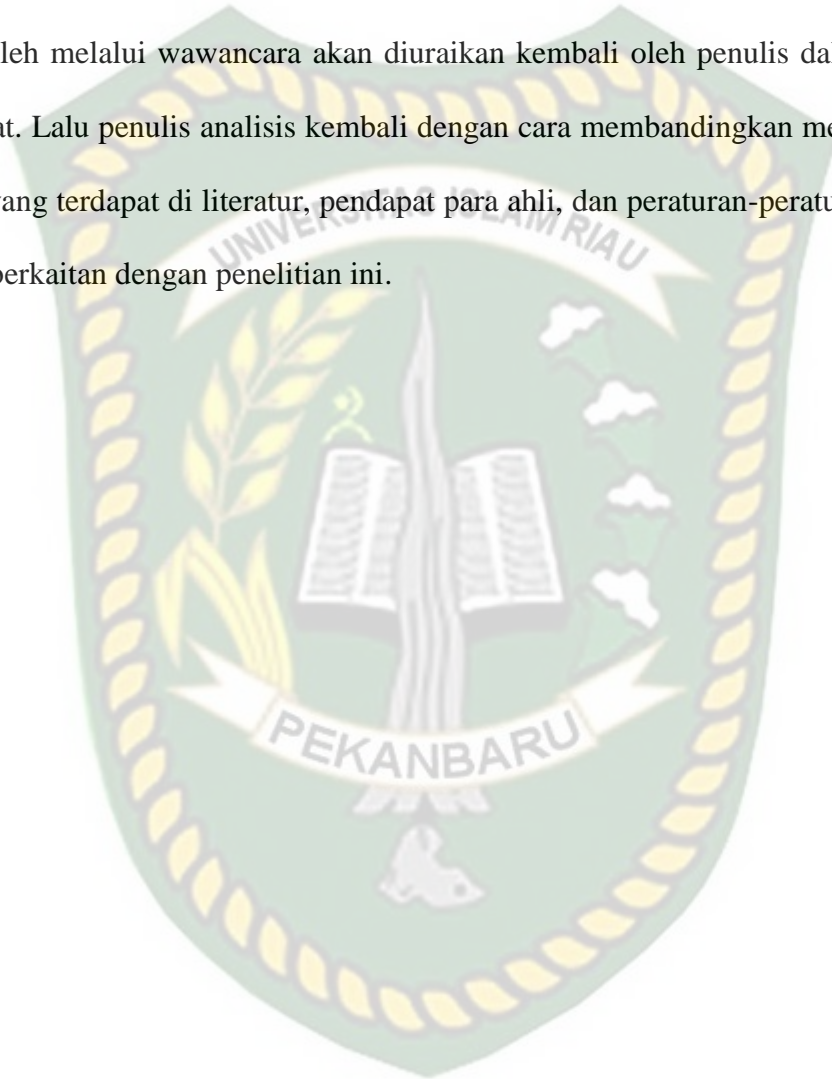 leh melalui wawancara akan diuraikan kembali oleh penulis dal
at. Lalu penulis analisis kembali dengan cara membandingkan me
yang terdapat di literatur, pendapat para ahli, dan peraturan-peratu
berkaitan dengan penelitian ini.
UNIVERSITAS ISLAM RIAU
PEKANBARU